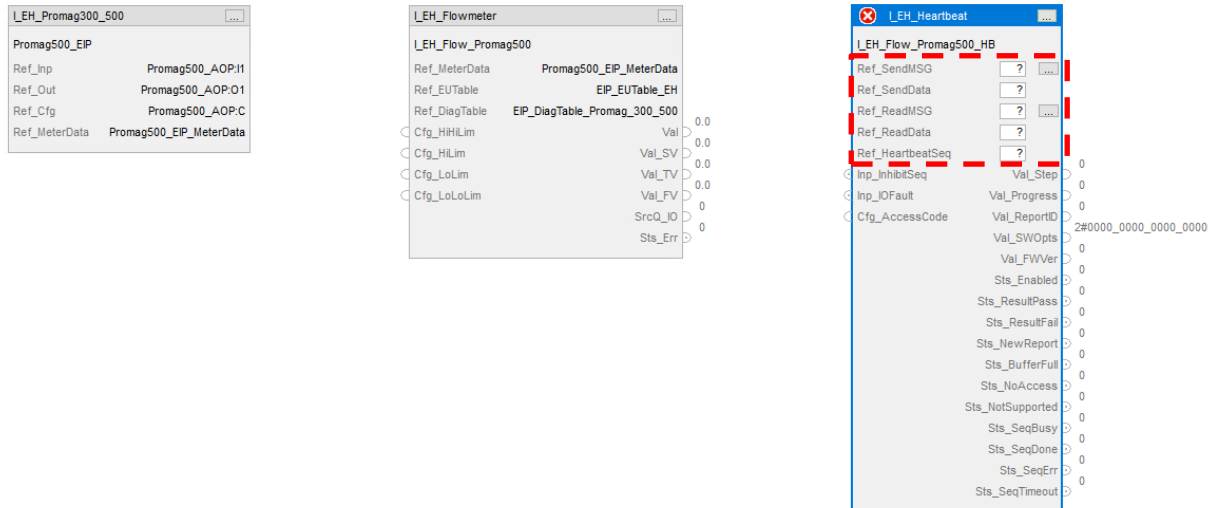 I_EH_Promag300_500 ...
Promag500_EIP
Ref_Inp Promag500_AOP:I1
Ref_Out Promag500_AOP:O1
Ref_Cfg Promag500_AOP:C
Ref_MeterData Promag500_EIP_MeterData
I_EH_Flowmeter ...
I_EH_Flow_Promag500
Ref_MeterData Promag500_EIP_MeterData
Ref_EUTable EIP_EUTable_EH
Ref_DiagTable EIP_DiagTable_Promag_300_500
0.0
Cfg_HiHiLim Val
0.0
Cfg_HiLim Val_SV
0.0
Cfg_LoLim Val_TV
0.0
Cfg_LoLoLim Val_FV
0
SrcQ_IO
0
Sts_Err
I_EH_Heartbeat ...
I_EH_Flow_Promag500_HB
Ref_SendMSG ? ...
Ref_SendData ?
Ref_ReadMSG ? ...
Ref_ReadData ?
Ref_HeartbeatSeq ?
0
Inp_InhibitSeq Val_Step
0
Inp_IOFault Val_Progress
0
Cfg_AccessCode Val_ReportID
2#0000_0000_0000_0000
Val_SWOpts
0
Val_FWVer
0
Sts_Enabled
0
Sts_ResultPass
0
Sts_ResultFail
0
Sts_NewReport
0
Sts_BufferFull
0
Sts_NoAccess
0
Sts_NotSupported
0
Sts_SeqBusy
0
Sts_SeqDone
0
Sts_SeqErr
0
Sts_SeqTimeout